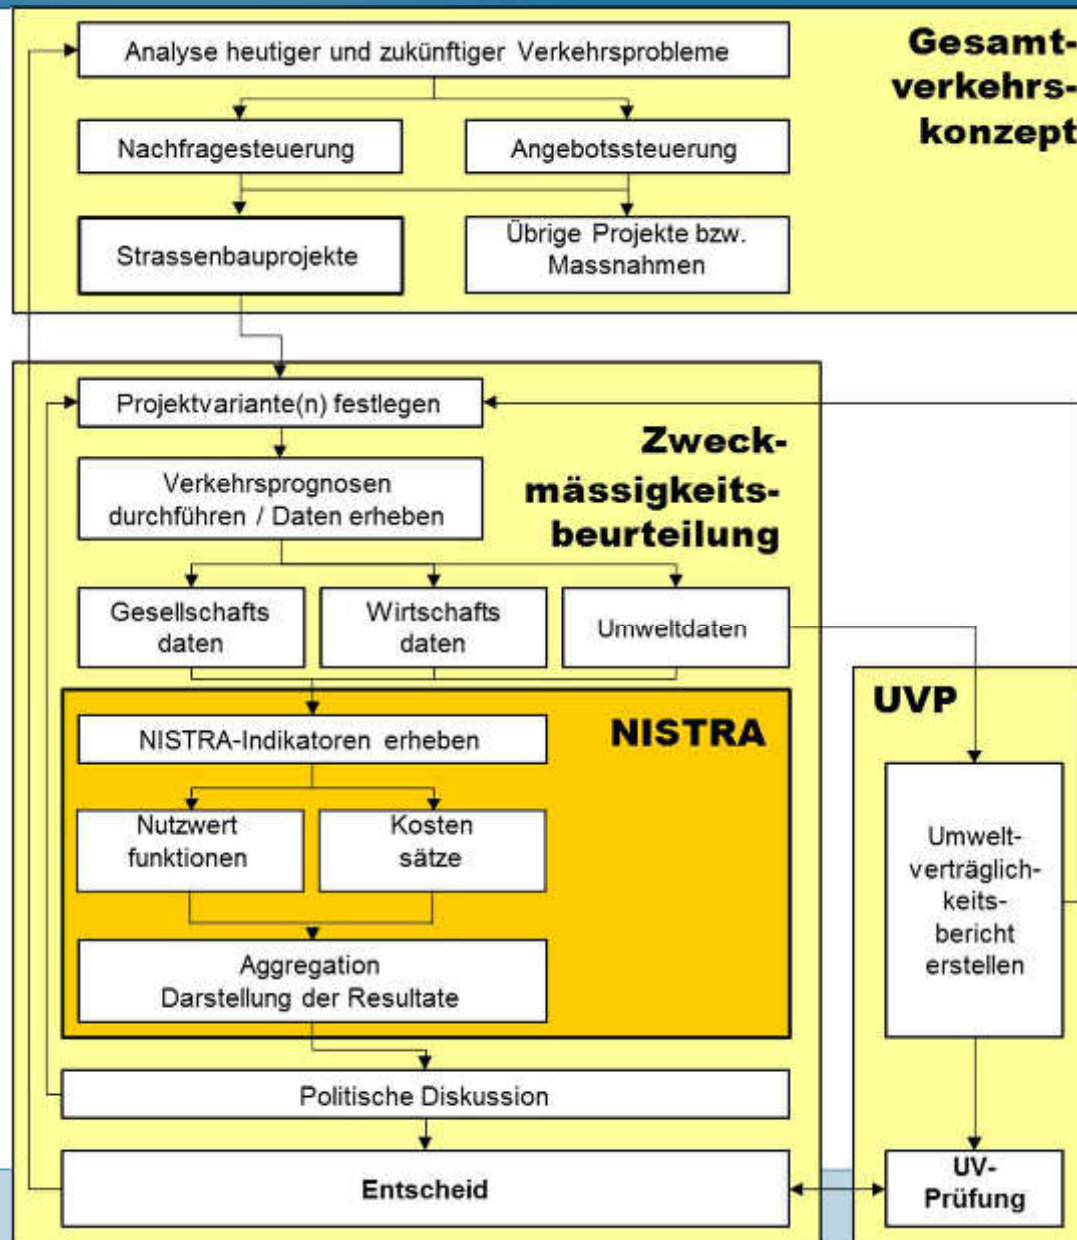 Gesamt-
verkehrs-
konzept
Analyse heutiger und zukünftiger Verkehrsprobleme
Nachfragesteuerung
Angebotssteuerung
Strassenbauprojekte
Übrige Projekte bzw.
Massnahmen
Zweck-
mässigkeits-
beurteilung
Projektvariante(n) festlegen
Verkehrsprognosen
durchführen / Daten erheben
Gesellschafts
daten
Wirtschafts
daten
Umweltdaten
NISTRA
NISTRA-Indikatoren erheben
Nutzwert
funktionen
Kosten
sätze
Aggregation
Darstellung der Resultate
Politische Diskussion
Entscheid
UVP
Umwelt-
verträglich-
keits-
bericht
erstellen
UV-
Prüfung